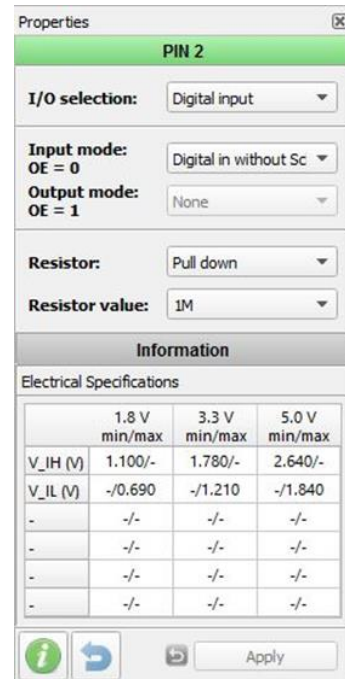 Properties
PIN 2
I/O selection: Digital input
Input mode:
OE = 0
Digital in without Sc
Output mode:
OE = 1
None
Resistor: Pull down
Resistor value: 1M
Information
Electrical Specifications
1.8 V min/max 3.3 V min/max 5.0 V min/max
V_IH (V) 1.100/- 1.780/- 2.640/-
V_IL (V) -/0.690 -/1.210 -/1.840
- -/- -/- -/-
- -/- -/- -/-
- -/- -/- -/-
- -/- -/- -/-
Apply